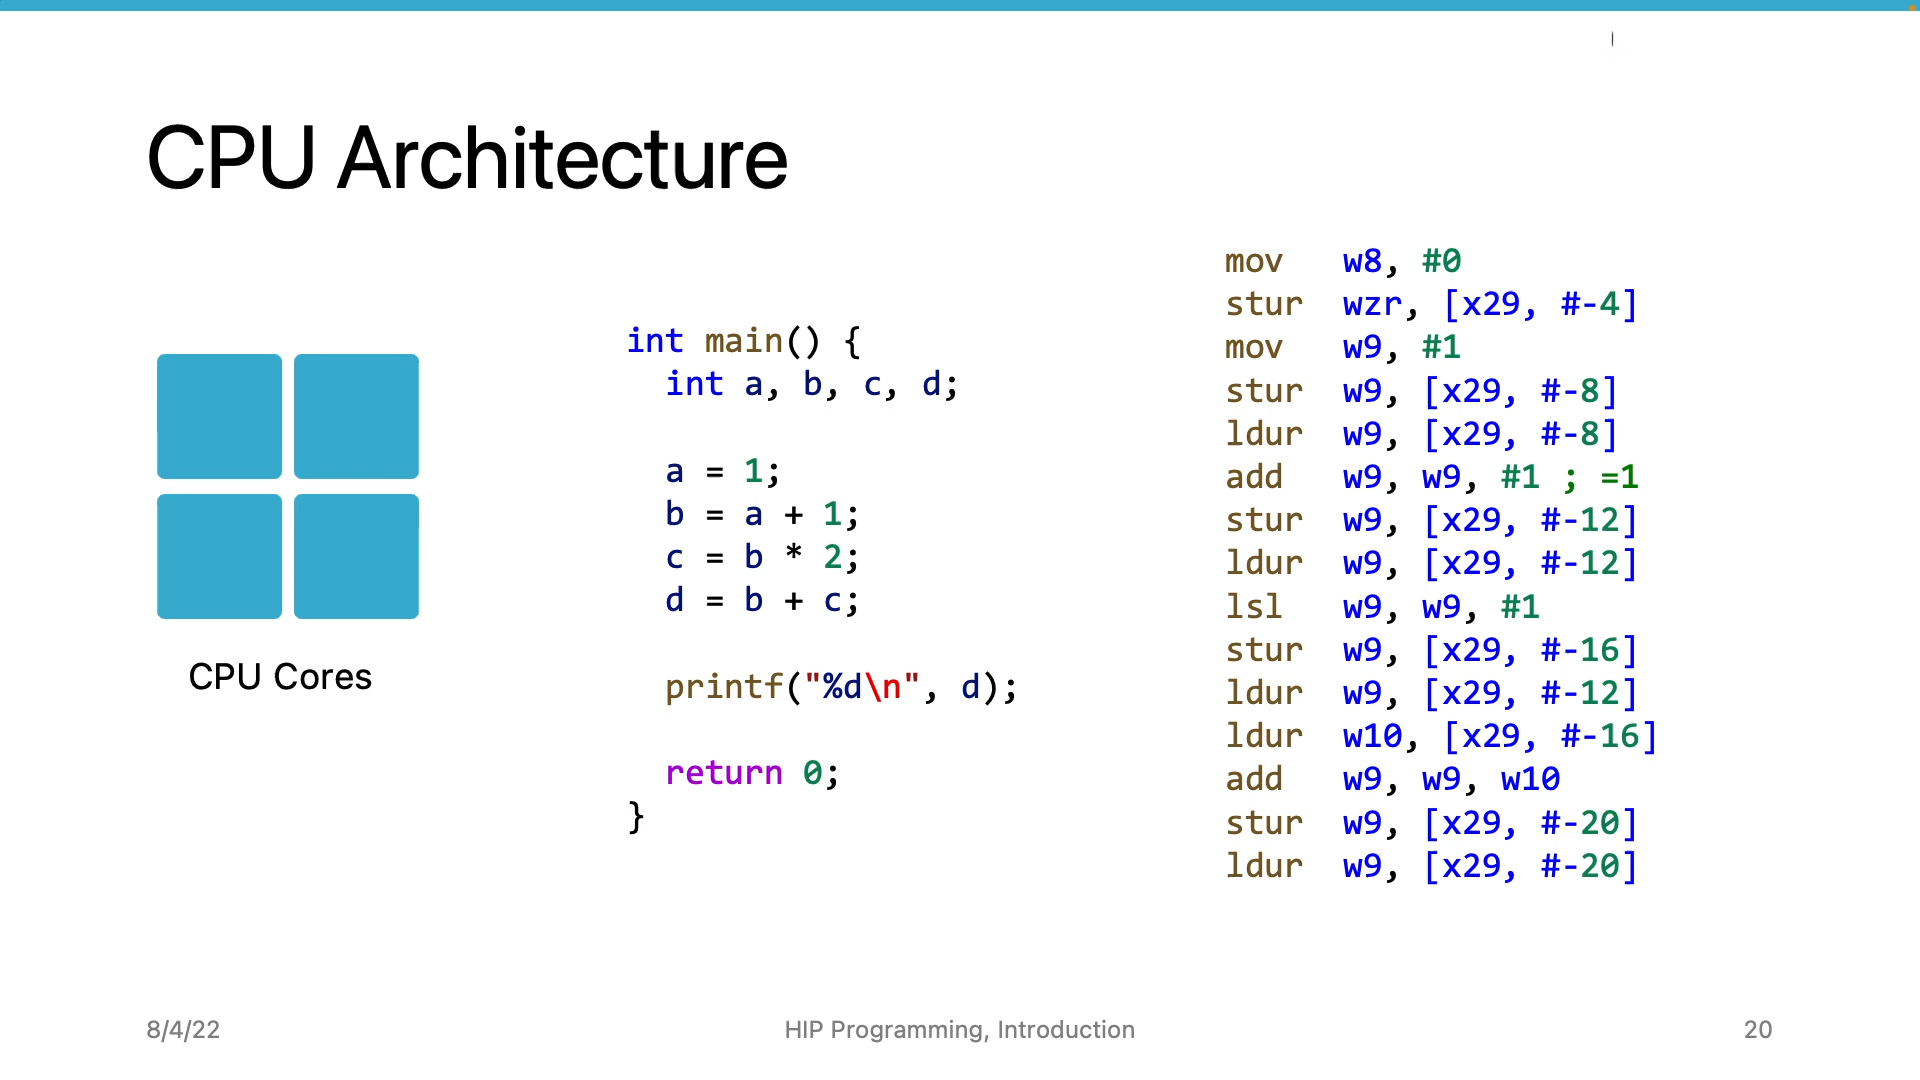 CPU Architecture
CPU Cores
int main() {
  int a, b, c, d;
  a = 1;
  b = a + 1;
  c = b * 2;
  d = b + c;
  printf("%d\n", d);
  return 0;
}
mov   w8, #0
stur  wzr, [x29, #-4]
mov   w9, #1
stur  w9, [x29, #-8]
ldur  w9, [x29, #-8]
add   w9, w9, #1 ; =1
stur  w9, [x29, #-12]
ldur  w9, [x29, #-12]
lsl   w9, w9, #1
stur  w9, [x29, #-16]
ldur  w9, [x29, #-12]
ldur  w10, [x29, #-16]
add   w9, w9, w10
stur  w9, [x29, #-20]
ldur  w9, [x29, #-20]
8/4/22
HIP Programming, Introduction
20